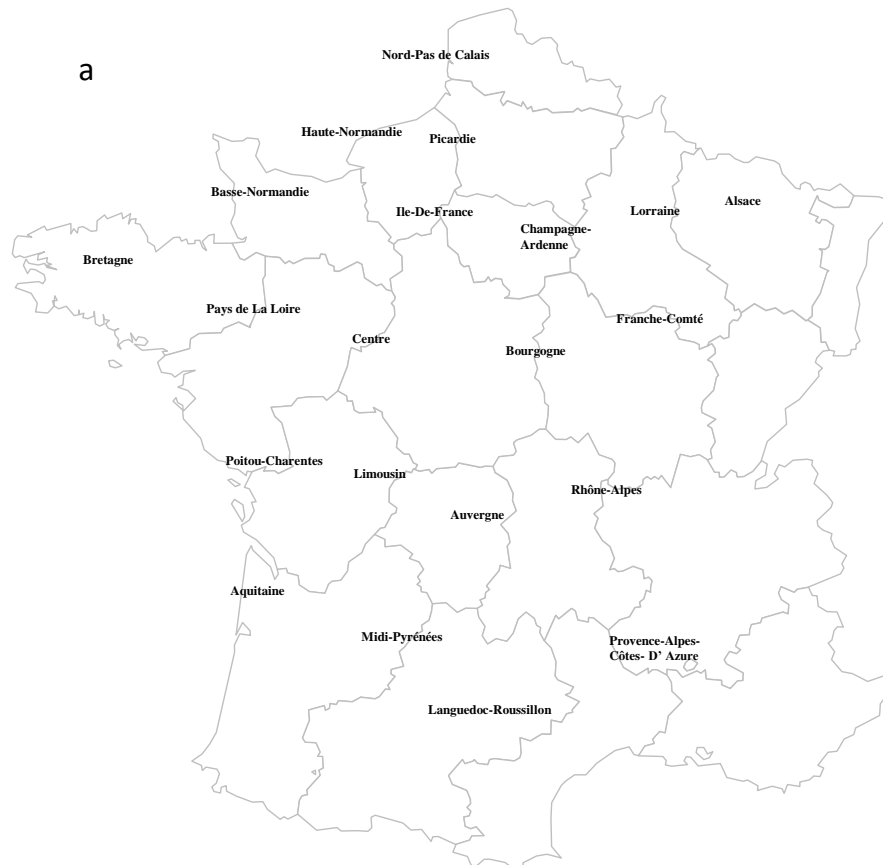 Nord-Pas de Calais
a
Haute-Normandie
Picardie
Basse-Normandie
Alsace
Ile-De-France
Lorraine
Champagne-
Ardenne
Bretagne
Pays de La Loire
Franche-Comté
Centre
Bourgogne
Poitou-Charentes
Limousin
Rhône-Alpes
Auvergne
Aquitaine
Midi-Pyrénées
Provence-Alpes-
Côtes- D’ Azure
Languedoc-Roussillon